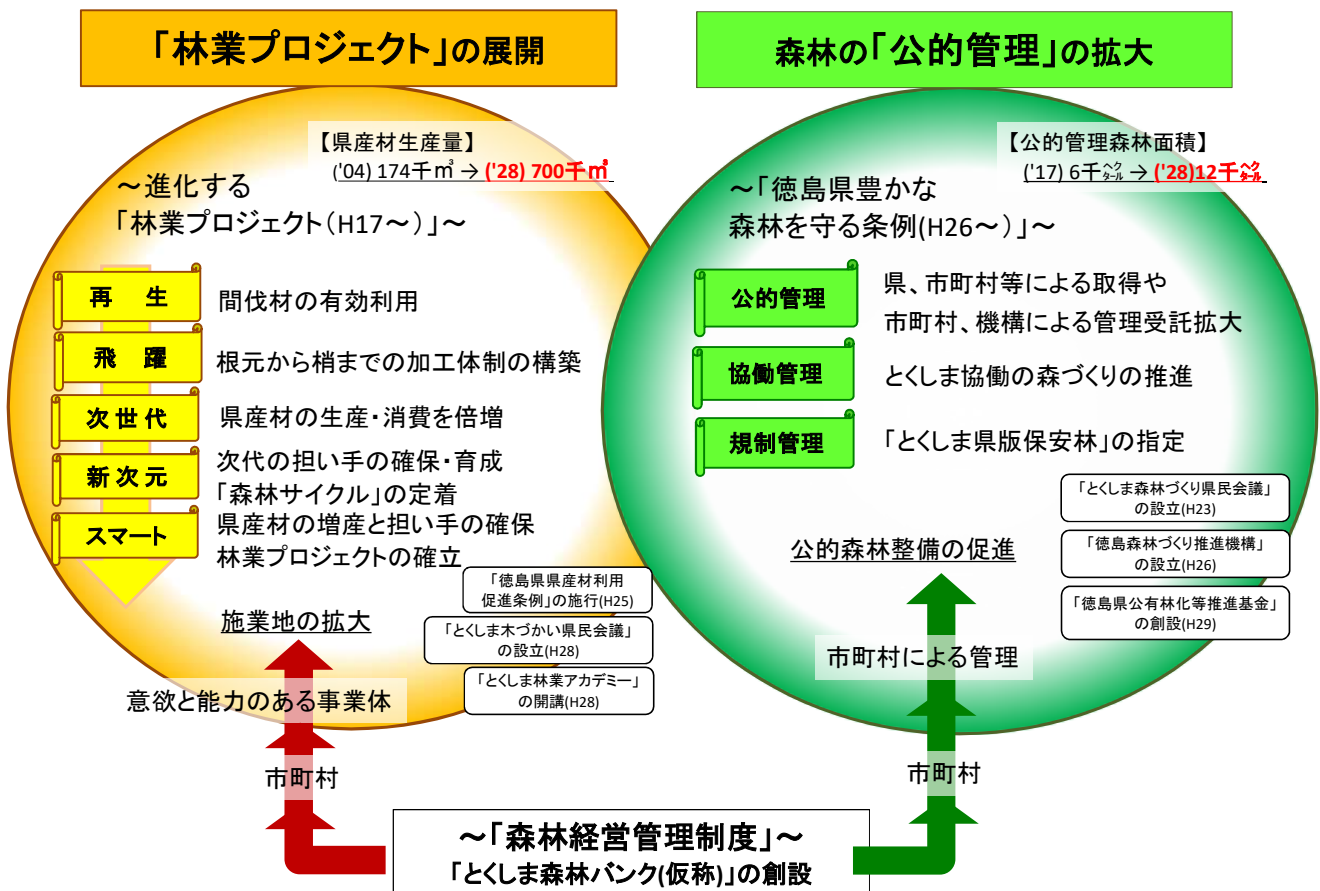 「林業プロジェクト」の展開
【県産材生産量】
('04) 174千㎥ → ('28) 700千㎥
～進化する
「林業プロジェクト（H17～）」～
再　生
間伐材の有効利用
飛　躍
根元から梢までの加工体制の構築
次 世 代
県産材の生産・消費を倍増
新 次 元
次代の担い手の確保・育成
「森林サイクル」の定着
スマート
県産材の増産と担い手の確保
林業プロジェクトの確立
「徳島県県産材利用
促進条例」の施行(H25)
施業地の拡大
「とくしま木づかい県民会議」
の設立(H28)
「とくしま林業アカデミー」
の開講(H28)
意欲と能力のある事業体
市町村
森林の「公的管理」の拡大
【公的管理森林面積】
('17) 6千㌶ → ('28)12千㌶
～「徳島県豊かな
森林を守る条例(H26～)」～
公的管理
県、市町村等による取得や
市町村、機構による管理受託拡大
協働管理
とくしま協働の森づくりの推進
規制管理
「とくしま県版保安林」の指定
「とくしま森林づくり県民会議」
の設立(H23)
公的森林整備の促進
「徳島森林づくり推進機構」
の設立(H26)
「徳島県公有林化等推進基金」
の創設(H29)
市町村による管理
市町村
～「森林経営管理制度」～
「とくしま森林バンク(仮称)」の創設